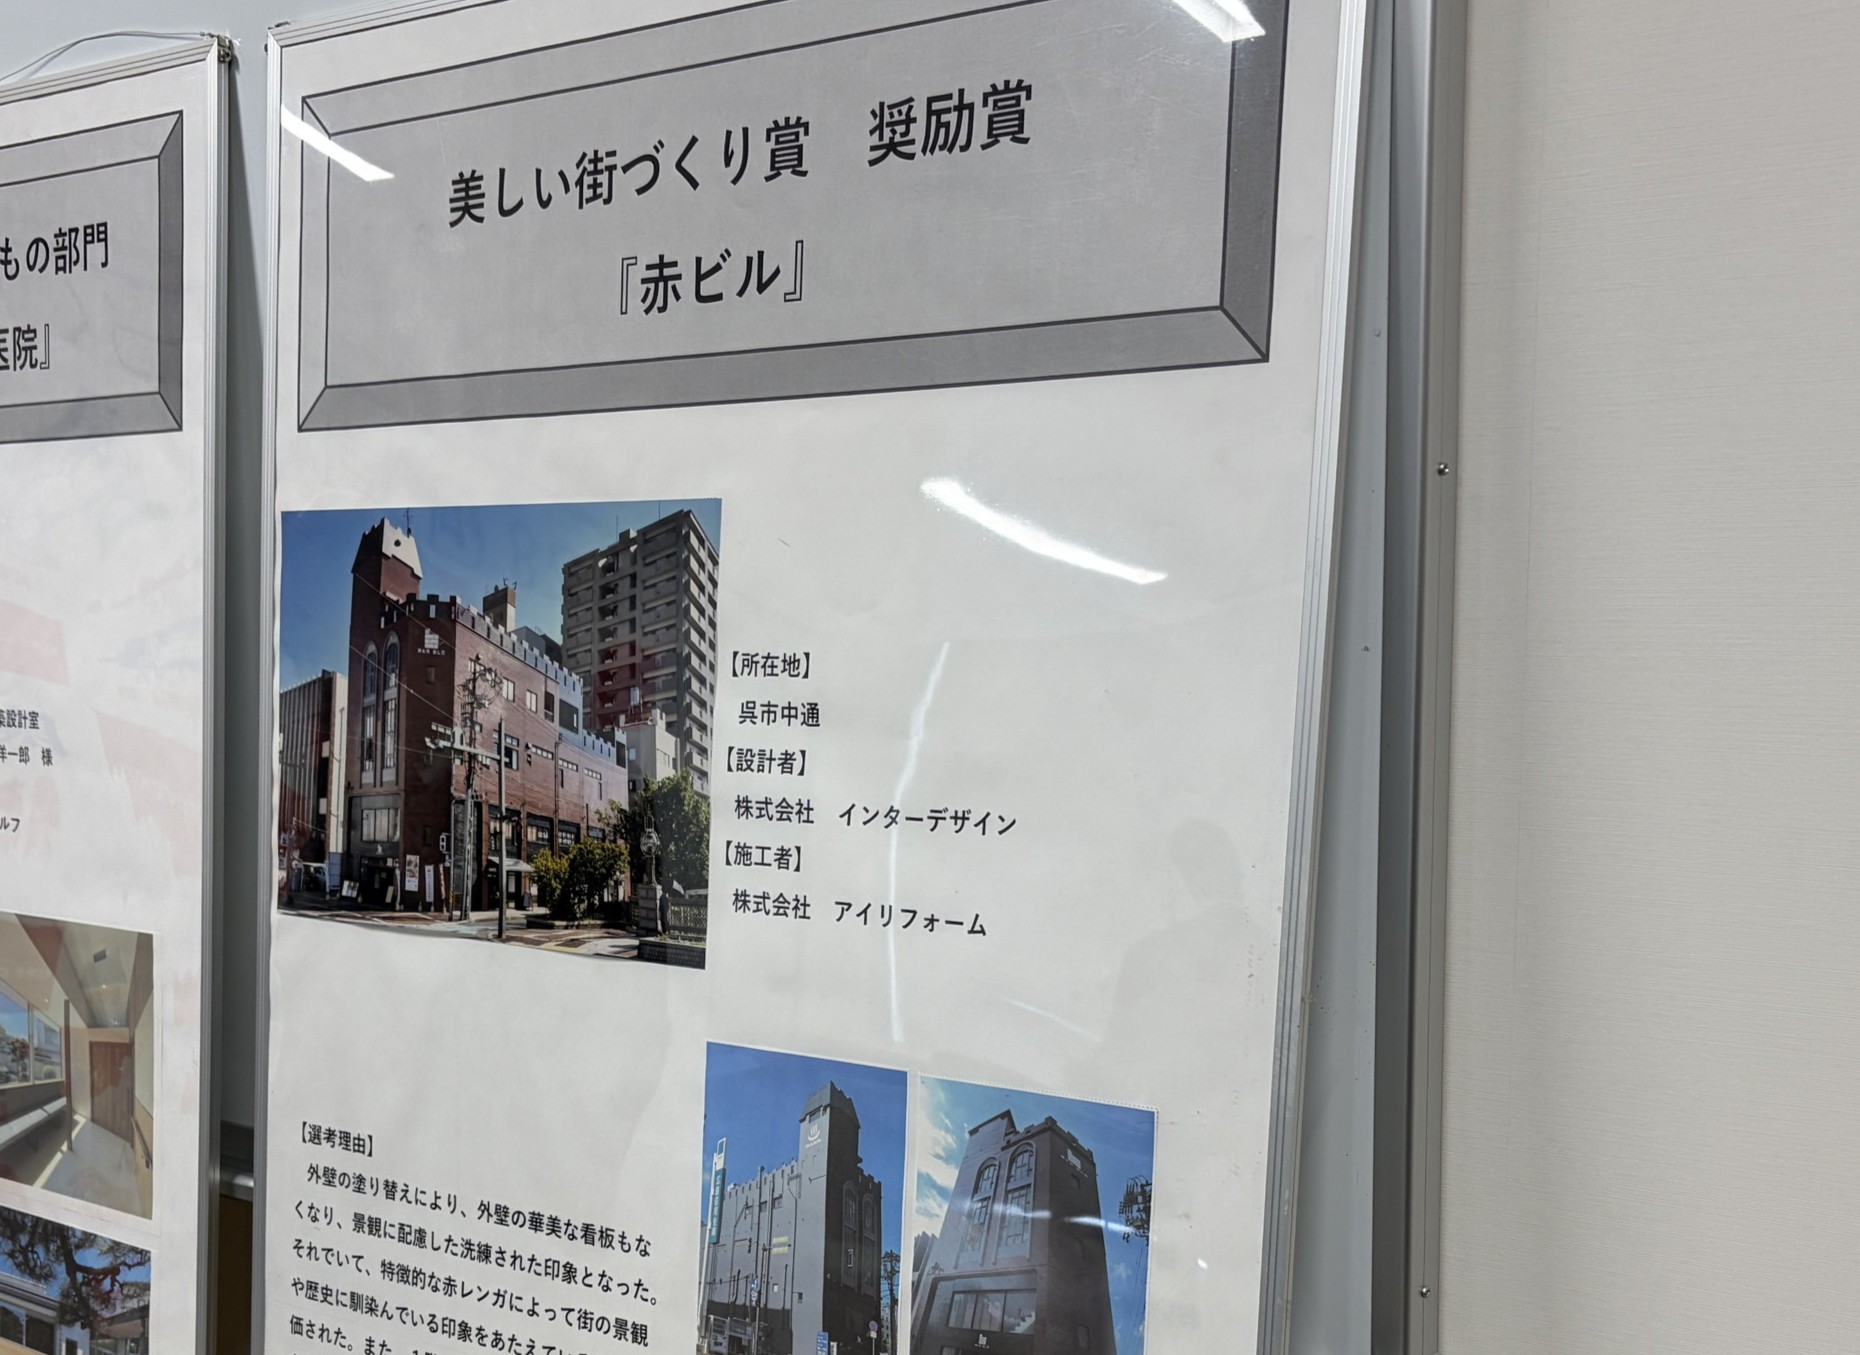 もの部門
医院』
築設計室
洋一郎　様
ルフ
美しい街づくり賞　奨励賞
『赤ビル』
【所在地】
呉市中通
【設計者】
株式会社　インターデザイン
【施工者】
株式会社　アイリフォーム
【選考理由】
外壁の塗り替えにより、外壁の華美な看板もな
くなり、景観に配慮した洗練された印象となった。
それでいて、特徴的な赤レンガによって街の景観
や歴史に馴染んでいる印象をあたえてい
価された。また、1階